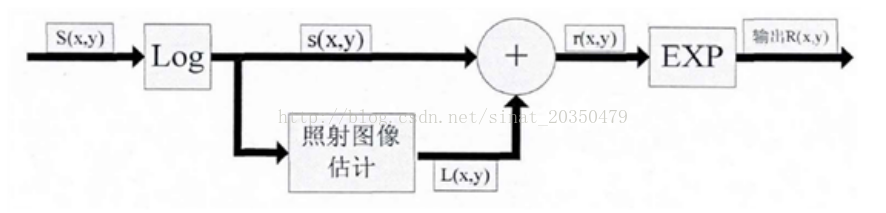 S(x,y)
Log
s(x,y)
+
r(x,y)
EXP
输出R(x,y)
http://blog.csdn.net/sinat_20350479
照射图像
估计
L(x,y)